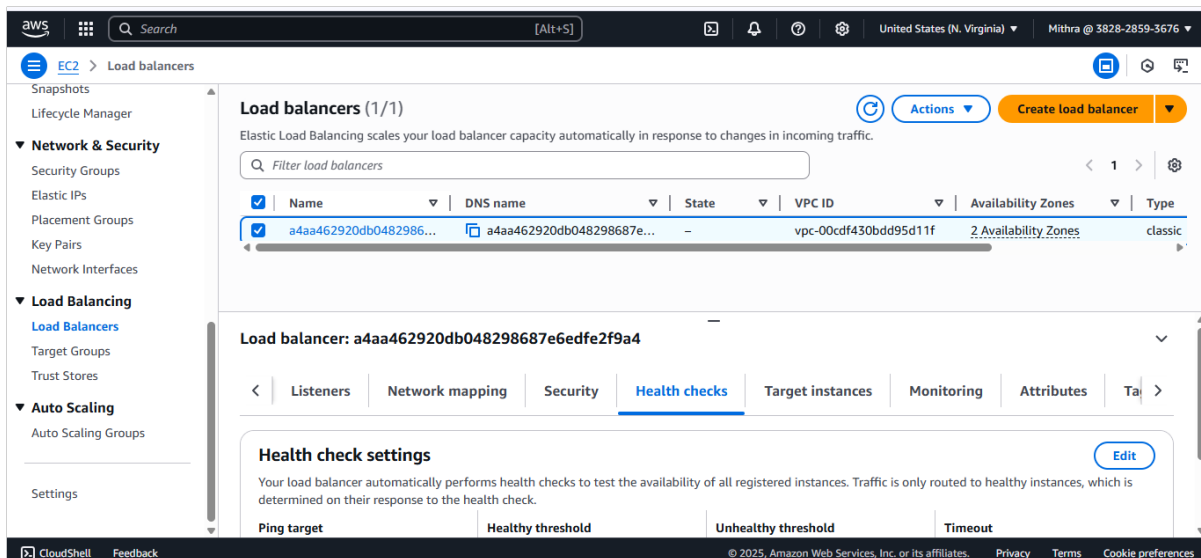 aws
Search [Alt+S] United States (N. Virginia) Mithra @ 3828-2859-3676
EC2 > Load balancers
Snapshots
Lifecycle Manager
Network & Security
Security Groups
Elastic IPs
Placement Groups
Key Pairs
Network Interfaces
Load Balancing
Load Balancers
Target Groups
Trust Stores
Auto Scaling
Auto Scaling Groups
Settings
Load balancers (1/1)
Actions
Create load balancer
Elastic Load Balancing scales your load balancer capacity automatically in response to changes in incoming traffic.
Filter load balancers
< 1 >
Name DNS name State VPC ID Availability Zones Type
a4aa462920db0482986... a4aa462920db048298687e... – vpc-00cdf430bdd95d11f 2 Availability Zones classic
Load balancer: a4aa462920db048298687e6edfe2f9a4
Listeners Network mapping Security Health checks Target instances Monitoring Attributes
Health check settings
Edit
Your load balancer automatically performs health checks to test the availability of all registered instances. Traffic is only routed to healthy instances, which is
determined on their response to the health check.
Ping target Healthy threshold Unhealthy threshold Timeout
CloudShell Feedback © 2025, Amazon Web Services, Inc. or its affiliates. Privacy Terms Cookie preferences